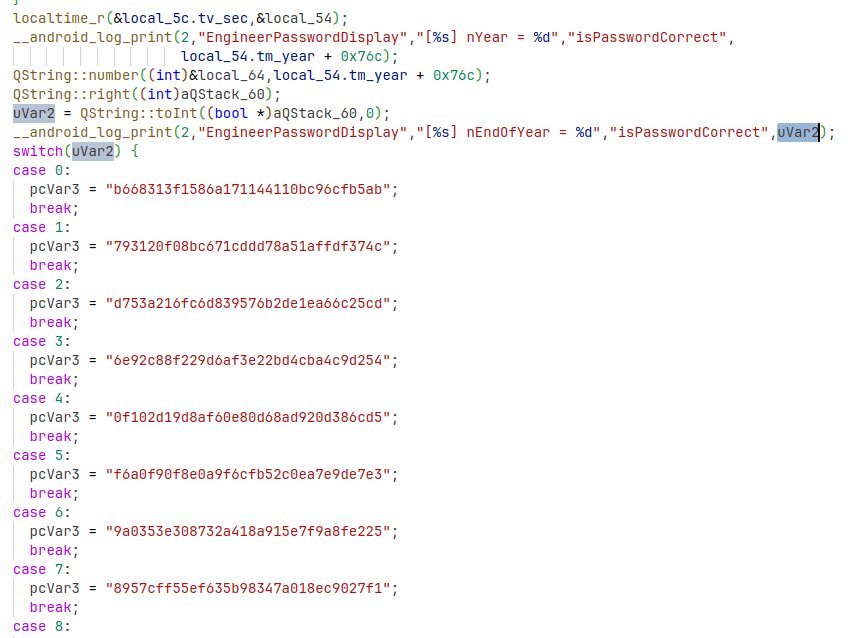 localtime_r(&local_5c.tv_sec,&local_54);
__android_log_print(2,"EngineerPasswordDisplay","[%s] nYear = %d","isPasswordCorrect",
local_54.tm_year + 0x76c);
QString::number((int)&local_64,local_54.tm_year + 0x76c);
QString::right((int)aQStack_60);
uVar2 = QString::toInt((bool *)aQStack_60,0);
__android_log_print(2,"EngineerPasswordDisplay","[%s] nEndOfYear = %d","isPasswordCorrect",uVar2);
switch(uVar2) {
case 0:
pcVar3 = "b668313f1586a171144110bc96cfb5ab";
break;
case 1:
pcVar3 = "793120f08bc671cddd78a51affdf374c";
break;
case 2:
pcVar3 = "d753a216fc6d839576b2de1ea66c25cd";
break;
case 3:
pcVar3 = "6e92c88f229d6af3e22bd4cba4c9d254";
break;
case 4:
pcVar3 = "0f102d19d8af60e80d68ad920d386cd5";
break;
case 5:
pcVar3 = "f6a0f90f8e0a9f6cfb52c0ea7e9de7e3";
break;
case 6:
pcVar3 = "9a0353e308732a418a915e7f9a8fe225";
break;
case 7:
pcVar3 = "8957cff55ef635b98347a018ec9027f1";
break;
case 8: